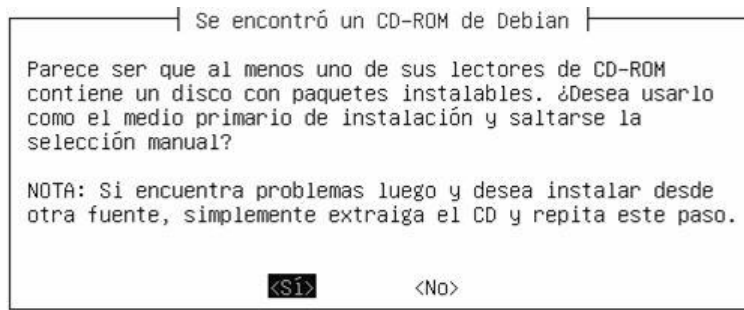 Se encontró un CD-ROM de Debian
Parece ser que al menos uno de sus lectores de CD-ROM
contiene un disco con paquetes instalables. ¿Desea usarlo
como el medio primario de instalación y saltarse la
selección manual?
NOTA: Si encuentra problemas luego y desea instalar desde
otra fuente, simplemente extraiga el CD y repita este paso.
<Sí> <No>